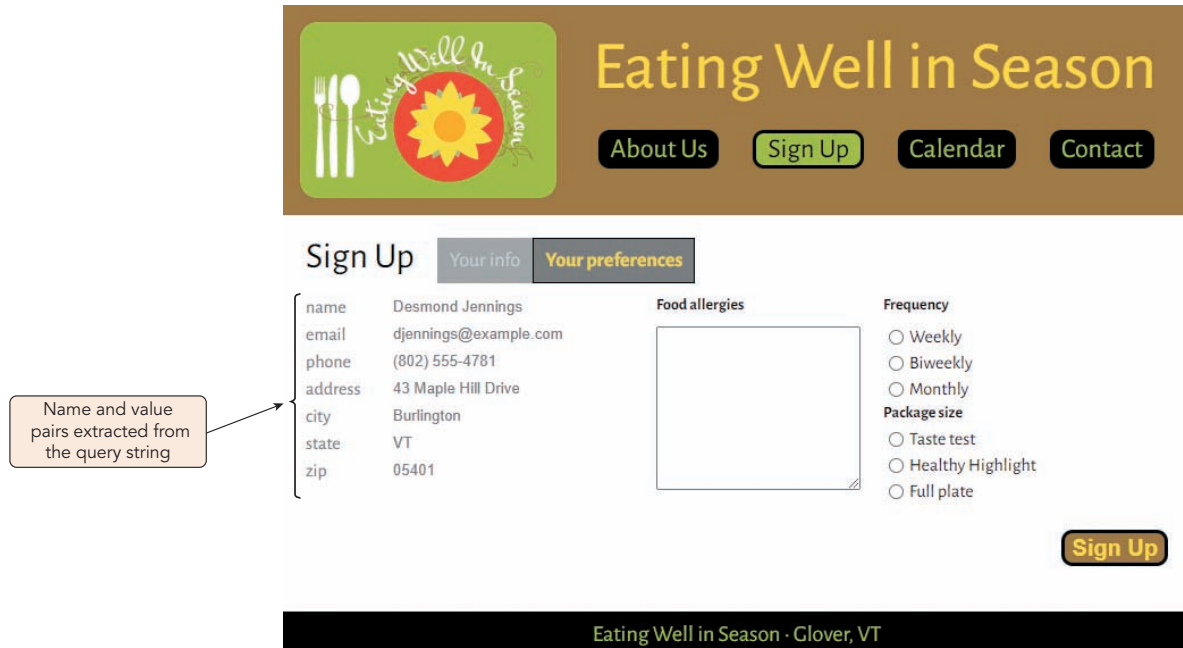 Eating Well In Season
Eating Well in Season
About Us
Sign Up
Calendar
Contact
Sign Up
Your info
Your preferences
name Desmond Jennings
email djennings@example.com
phone (802) 555-4781
address 43 Maple Hill Drive
city Burlington
state VT
zip 05401
Name and value
pairs extracted from
the query string
Food allergies
Frequency
Weekly
Biweekly
Monthly
Package size
Taste test
Healthy Highlight
Full plate
Sign Up
Eating Well in Season · Glover, VT